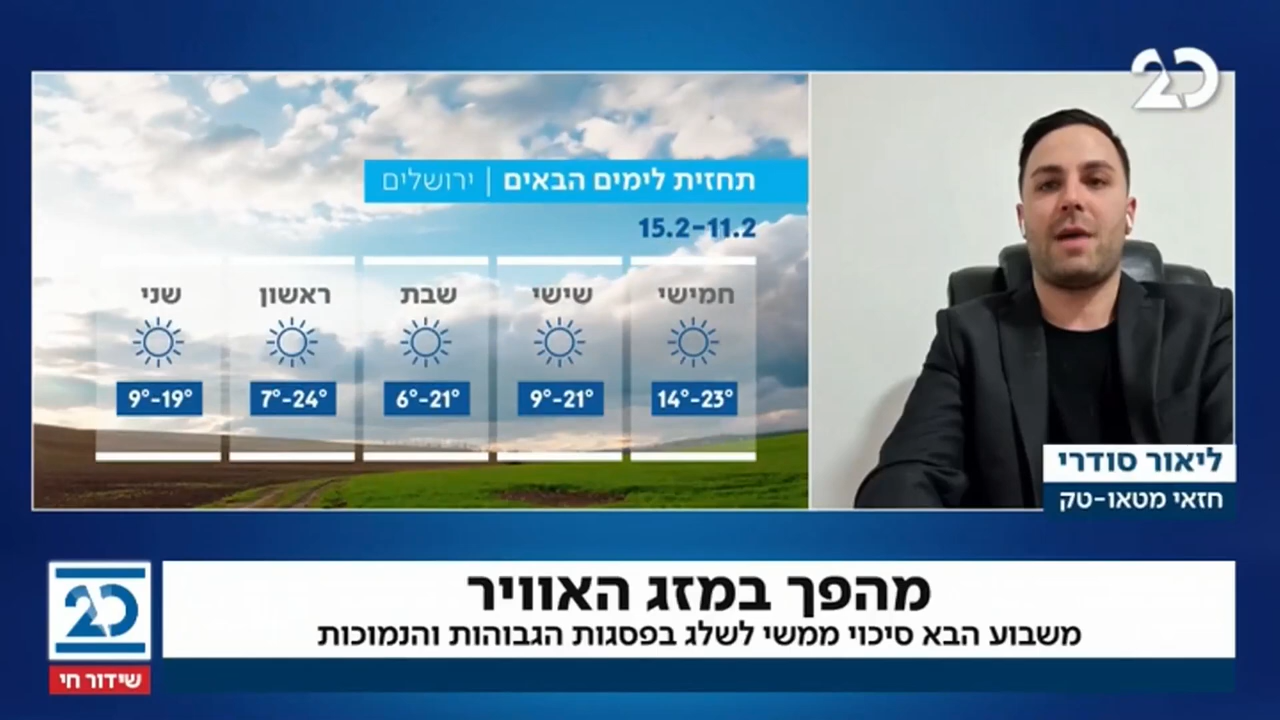 20
תחזית לימים הבאים | ירושלים
15.2-11.2
חמישי
שישי
שבת
ראשון
שני
14°-23°
9°-21°
6°-21°
7°-24°
9°-19°
ליאור סודרי
חזאי מטאו-טק
מהפך במזג האוויר
משבוע הבא סיכוי ממשי לשלג בפסגות הגבוהות והנמוכות
20
שידור חי